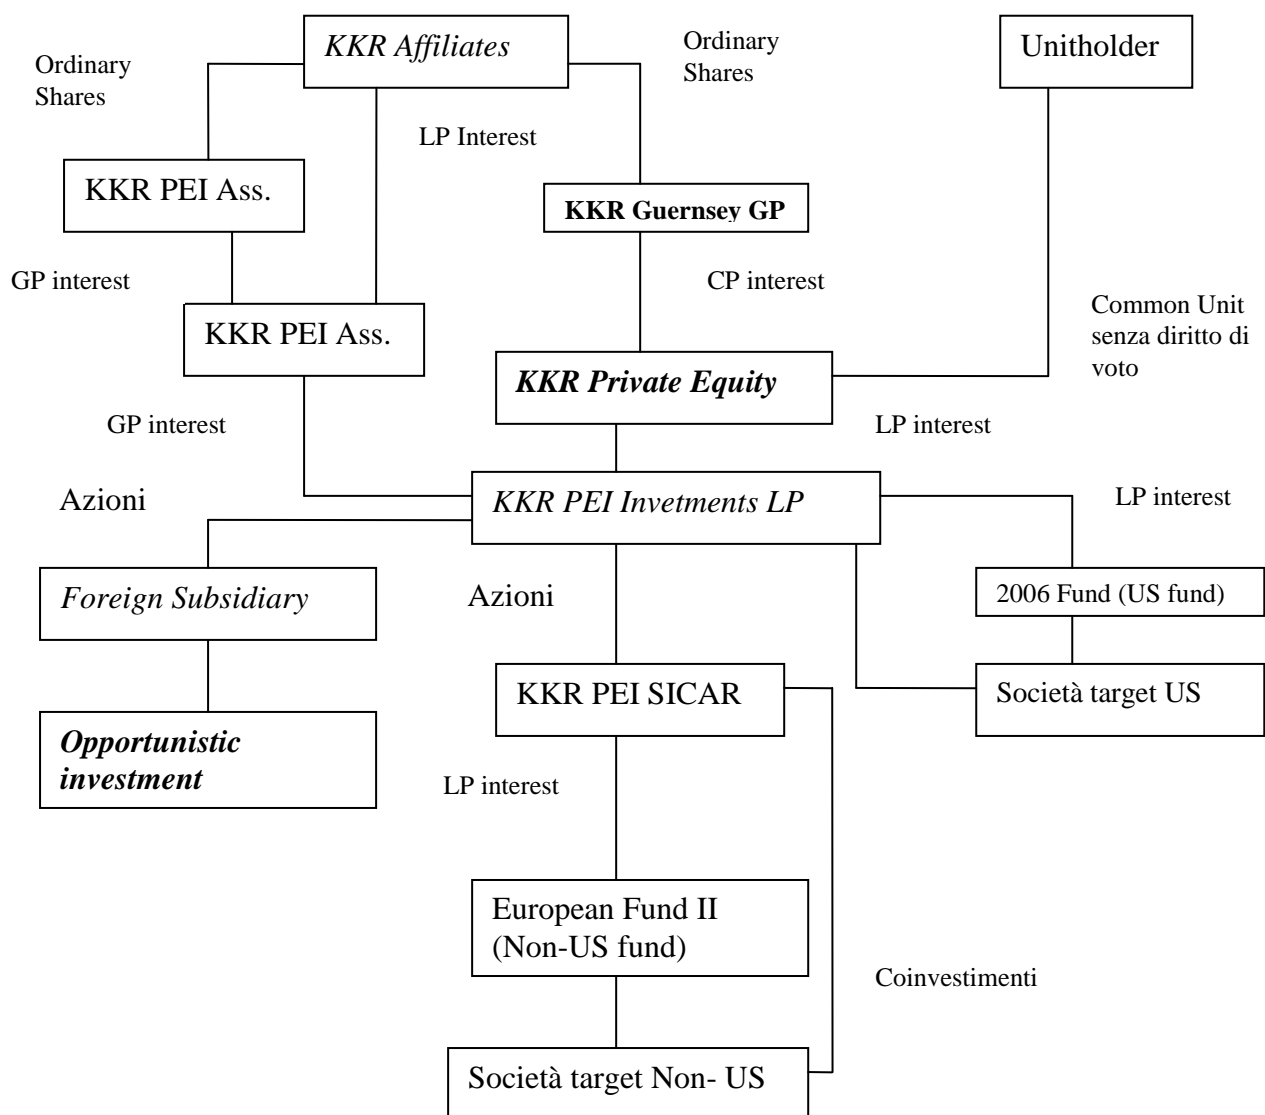 KKR Affiliates
Ordinary
Shares
Unitholder
Ordinary
Shares
LP Interest
KKR PEI Ass.
KKR Guernsey GP
GP interest
CP interest
Common Unit
senza diritto di
voto
KKR PEI Ass.
KKR Private Equity
GP interest
LP interest
Azioni
KKR PEI Invetments LP
LP interest
Foreign Subsidiary
Azioni
2006 Fund (US fund)
KKR PEI SICAR
Società target US
Opportunistic
investment
LP interest
European Fund II
(Non-US fund)
Coinvestimenti
Società target Non- US